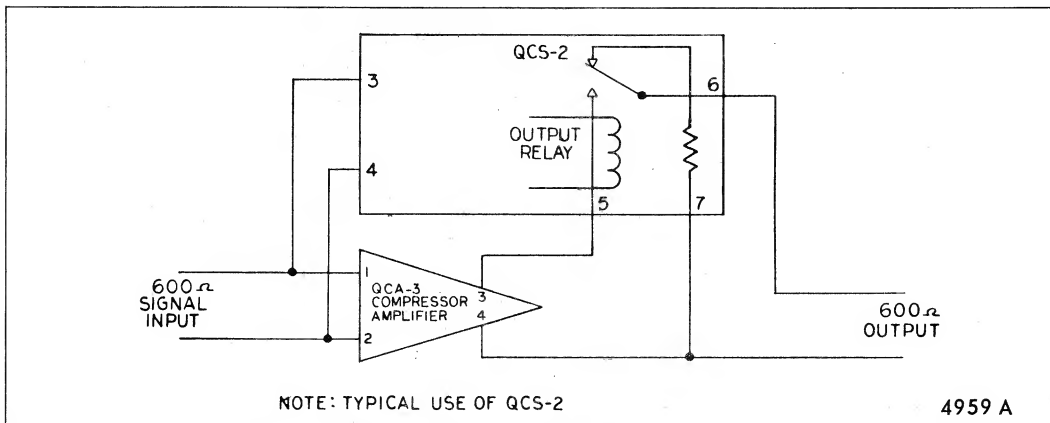 QCS-2
3
6
OUTPUT
RELAY
4
5
7
600Ω
SIGNAL
INPUT
1
QCA-3
COMPRESSOR
AMPLIFIER
3
4
2
600Ω
OUTPUT
NOTE: TYPICAL USE OF QCS-2
4959 A